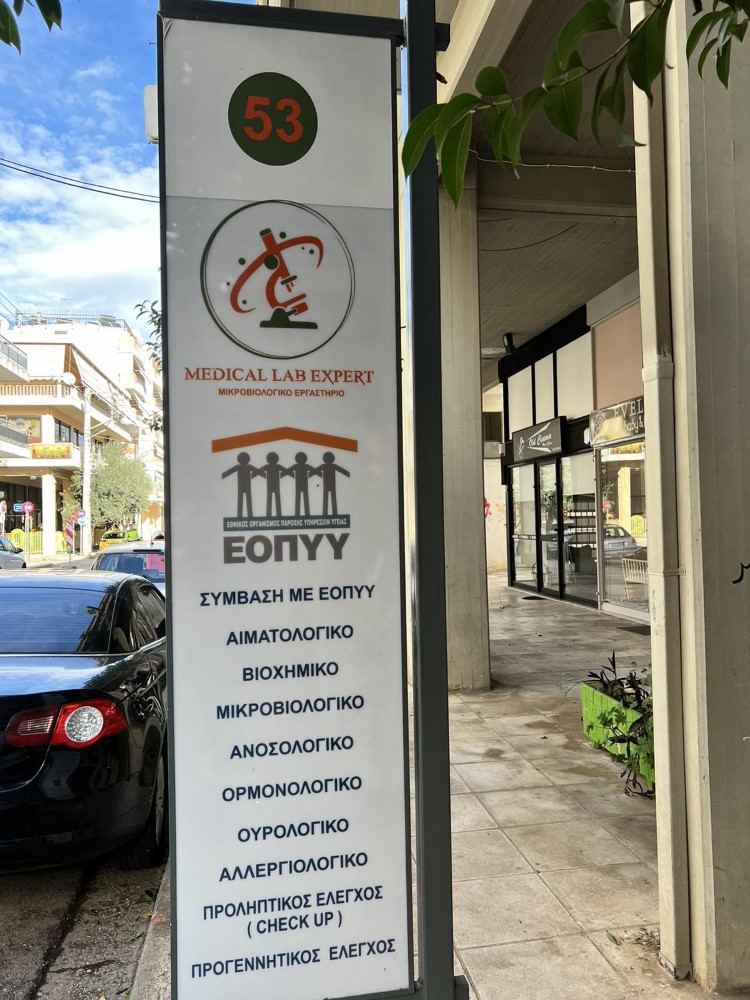 53
MEDICAL LAB EXPERT
ΜΙΚΡΟΒΙΟΛΟΓΙΚΟ ΕΡΓΑΣΤΗΡΙΟ
ΕΘΝΙΚΟΣ ΟΡΓΑΝΙΣΜΟΣ ΠΑΡΟΧΗΣ ΥΠΗΡΕΣΙΩΝ ΥΓΕΙΑΣ
ΕΟΠΥΥ
ΣΥΜΒΑΣΗ ΜΕ ΕΟΠΥΥ
ΑΙΜΑΤΟΛΟΓΙΚΟ
ΒΙΟΧΗΜΙΚΟ
ΜΙΚΡΟΒΙΟΛΟΓΙΚΟ
ΑΝΟΣΟΛΟΓΙΚΟ
ΟΡΜΟΝΟΛΟΓΙΚΟ
ΟΥΡΟΛΟΓΙΚΟ
ΑΛΛΕΡΓΙΟΛΟΓΙΚΟ
ΠΡΟΛΗΠΤΙΚΟΣ ΕΛΕΓΧΟΣ
( CHECK UP )
ΠΡΟΓΕΝΝΗΤΙΚΟΣ ΕΛΕΓΧΟΣ